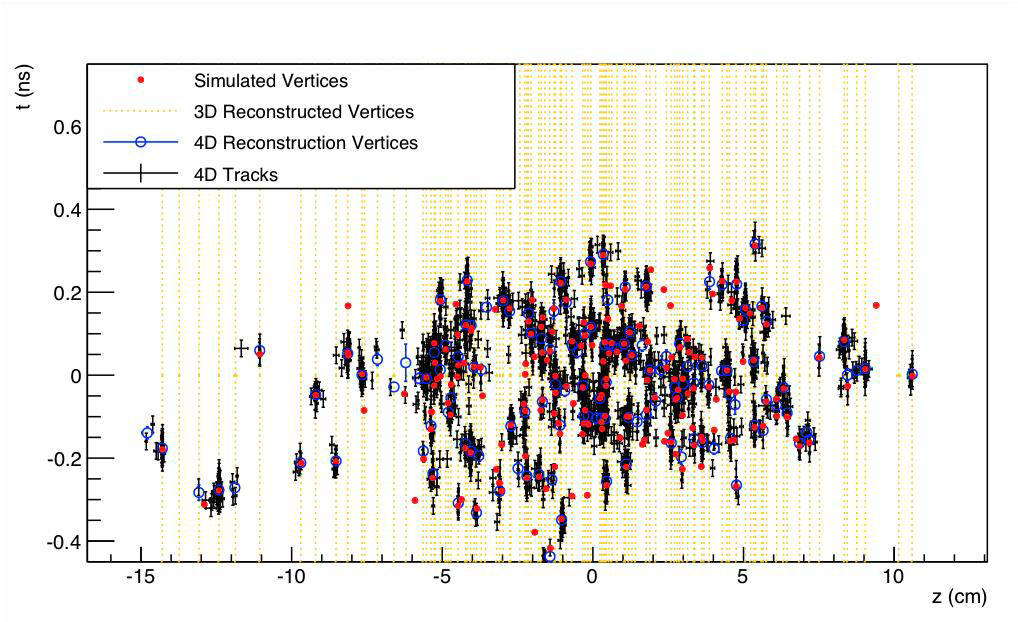 t (ns)
Simulated Vertices
3D Reconstructed Vertices
4D Reconstruction Vertices
4D Tracks
0.6
0.4
0.2
0
-0.2
-0.4
-15 -10 -5 0 5 10
z (cm)